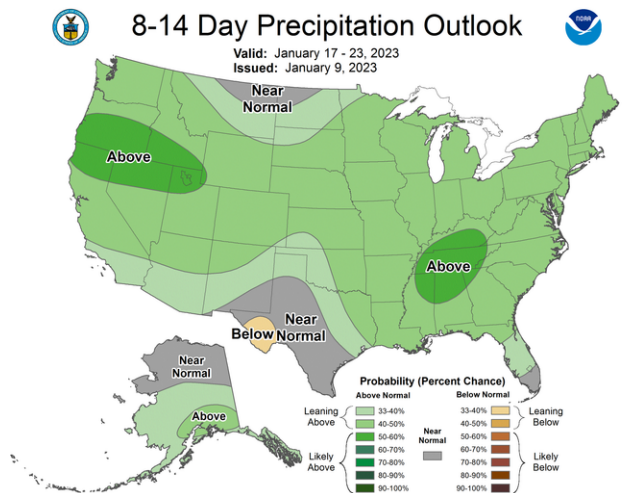 8-14 Day Precipitation Outlook
Valid: January 17 - 23, 2023
Issued: January 9, 2023
NOAA
Near
Normal
Above
Above
Near
Normal
Below
Near
Normal
Above
Probability (Percent Chance)
Above Normal
Below Normal
Leaning
Above
33-40%
40-50%
Likely
Above
50-60%
60-70%
70-80%
80-90%
90-100%
Near
Normal
33-40%
40-50%
Leaning
Below
50-60%
60-70%
70-80%
80-90%
90-100%
Likely
Below